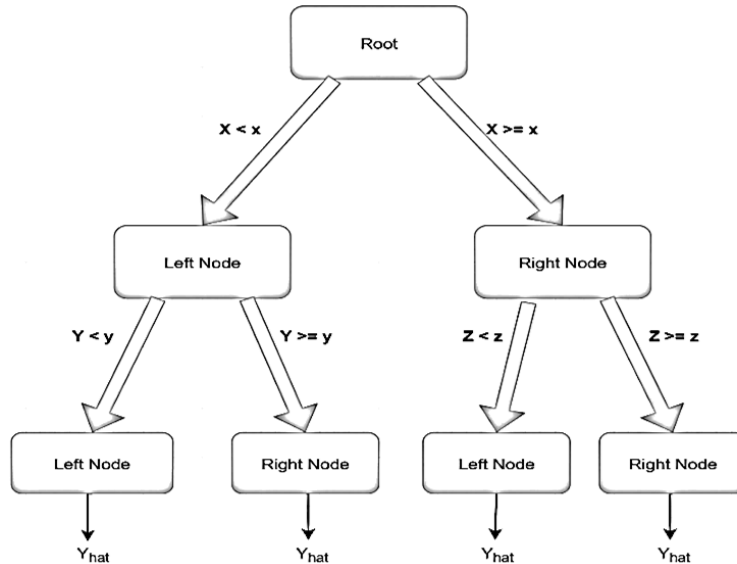 Root
X < x
X >= x
Left Node
Right Node
Y < y
Y >= y
Z < z
Z >= z
Left Node
Right Node
Left Node
Right Node
Yhat
Yhat
Yhat
Yhat